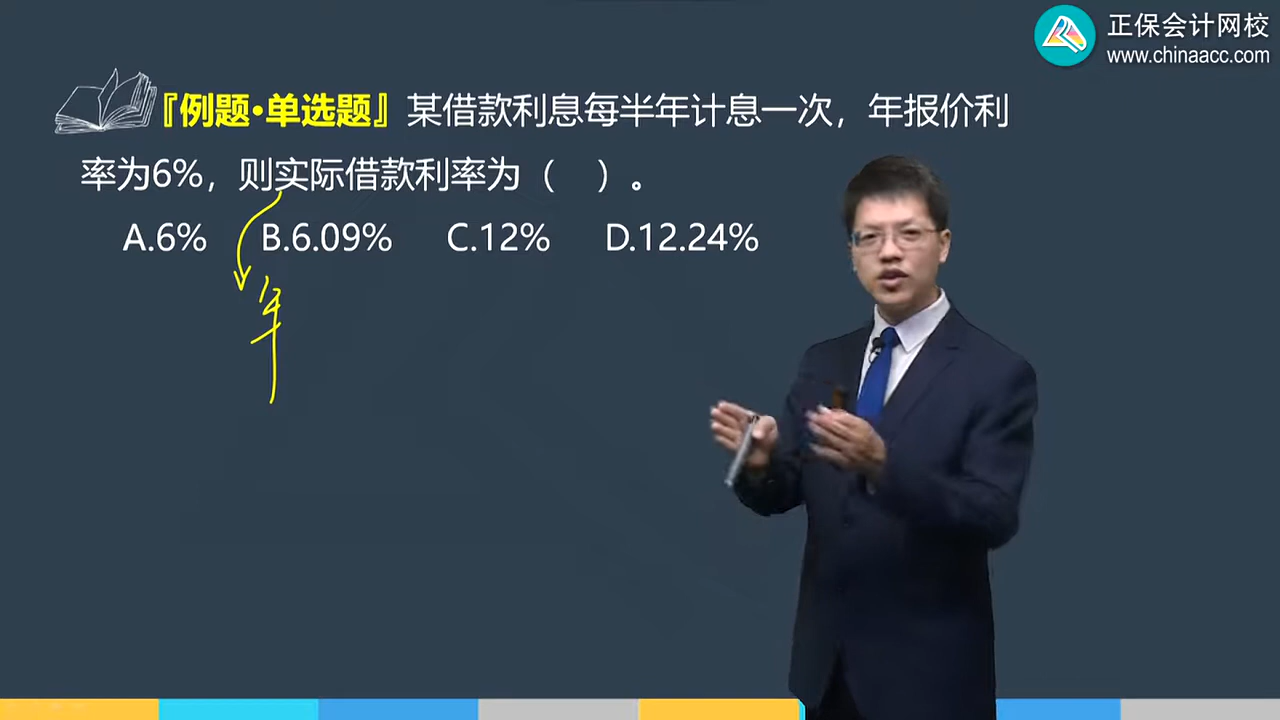 正保会计网校
www.chinaacc.com
『例题•单选题』某借款利息每半年计息一次，年报价利
率为6%，则实际借款利率为（ ）。
A.6% B.6.09% C.12% D.12.24%
年